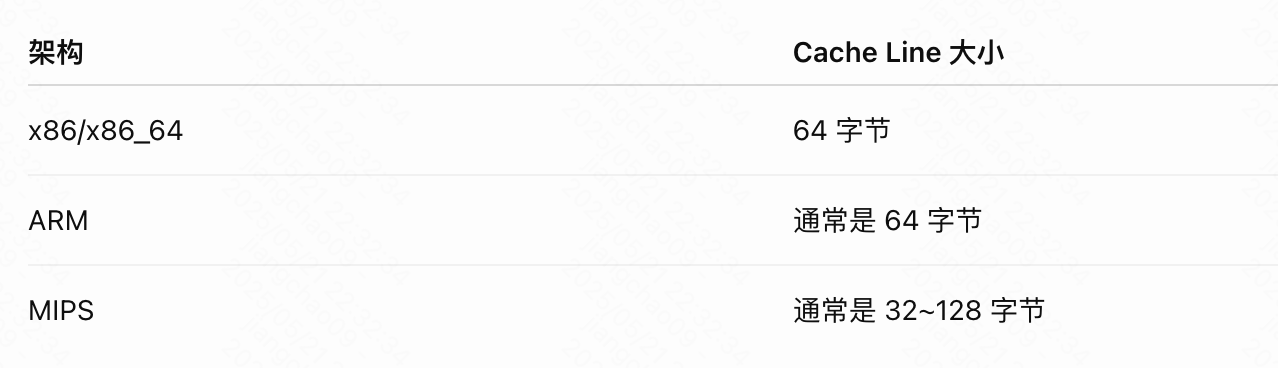 架构 Cache Line 大小
x86/x86_64 64 字节
ARM 通常是 64 字节
MIPS 通常是 32~128 字节